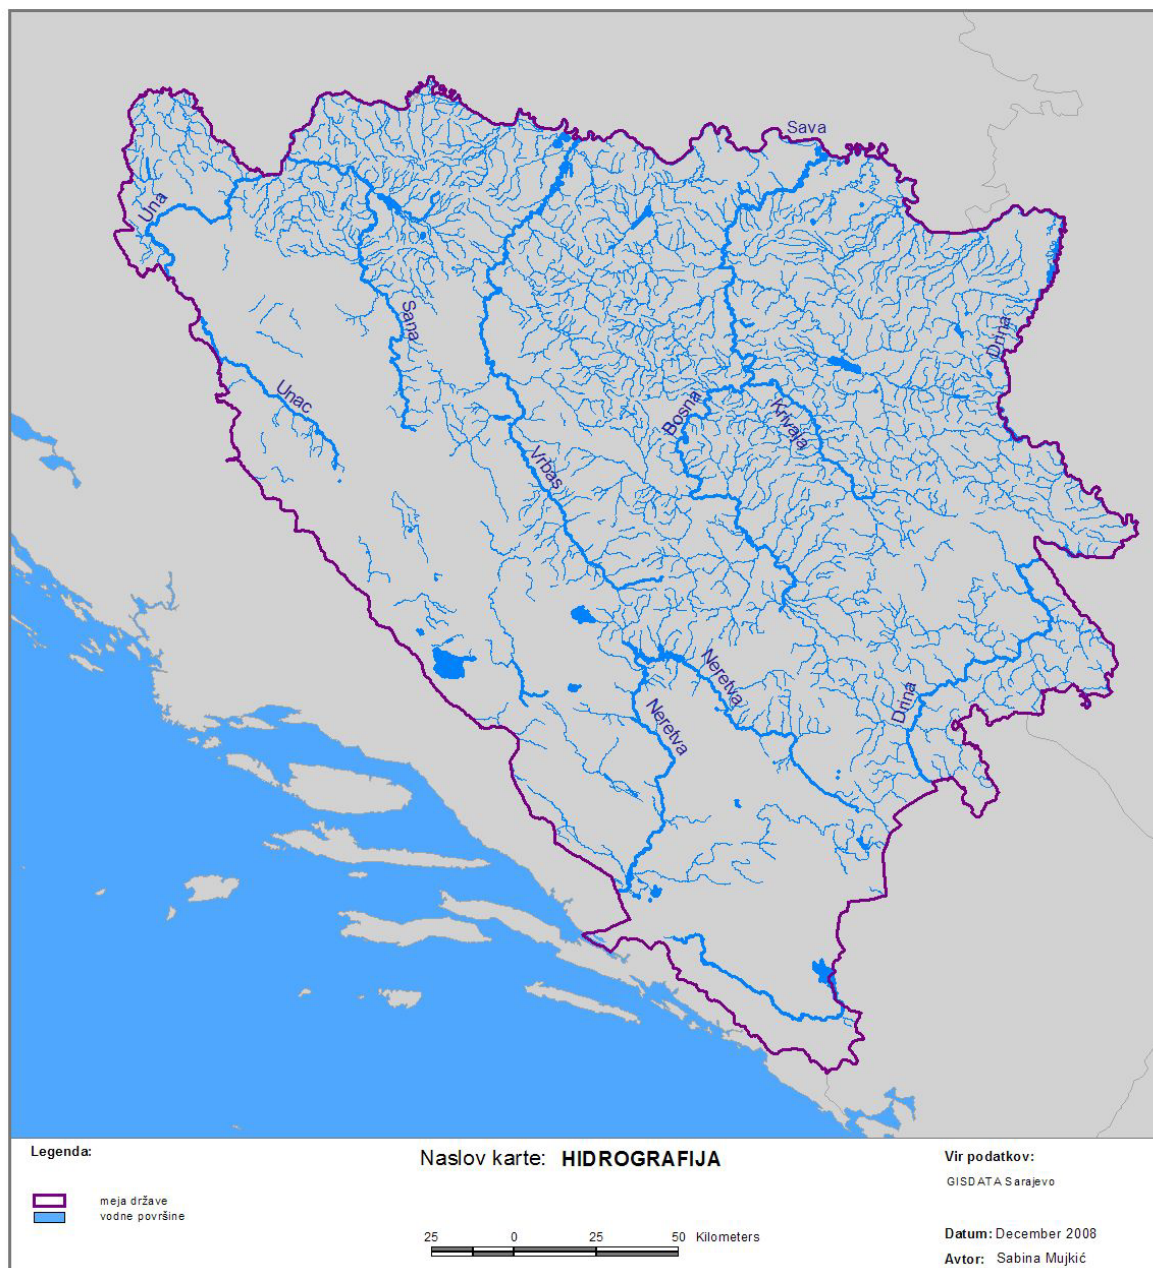 Sava
Una
Sana
Drina
Unac
Bosna
Krivaja
Vrbas
Neretva
Drina
Neretva
Legenda:
meja države
vodne površine
Naslov karte: HIDROGRAFIJA
25 0 25 50 Kilometers
Vir podatkov:
GISDATA Sarajevo
Datum: December 2008
Avtor: Sabina Mujkić